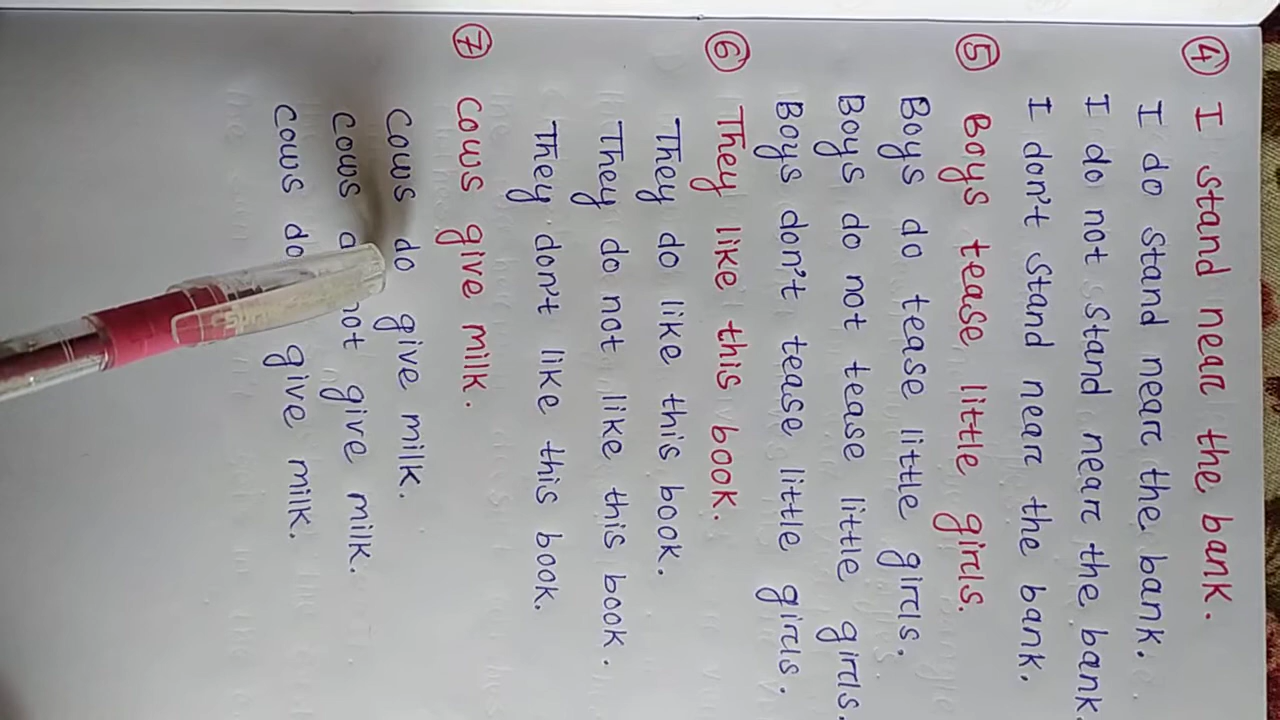 ④ I stand near the bank.
I do stand near the bank.
I do not stand near the bank.
I don't stand near the bank.
⑤ Boys tease little girls.
Boys do tease little girls.
Boys do not tease little girls.
Boys don't tease little girls.
⑥ They like this book.
They do like this book.
They do not like this book.
They don't like this book.
⑦ Cows give milk.
Cows do give milk.
Cows not give milk.
Cows give milk.